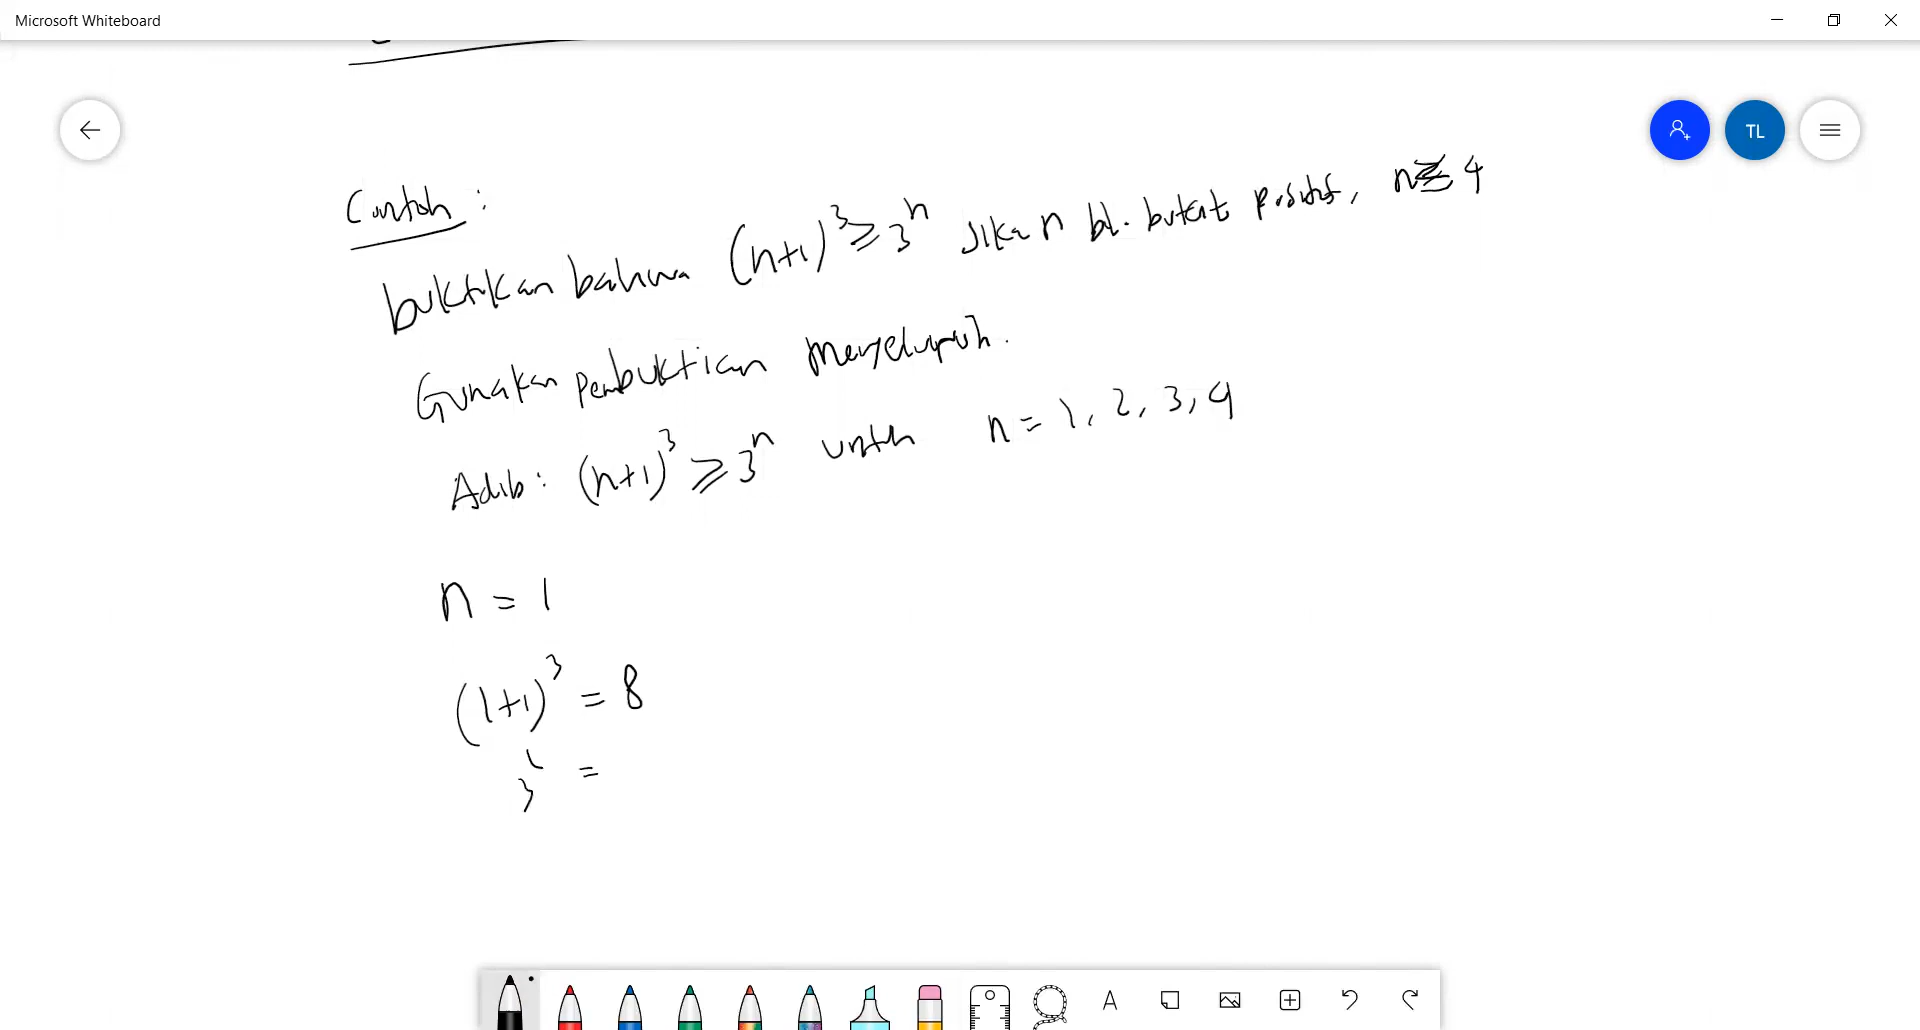 Microsoft Whiteboard
TL
Contoh :
buktikan bahwa (n+1)³ ≥ 3ⁿ jika n bil. bulat positif, n ≤ 4
Gunakan pembuktian menyeluruh.
Adib : (n+1)³ ≥ 3ⁿ untuk n = 1, 2, 3, 4
n = 1
(1+1)³ = 8
3¹ =